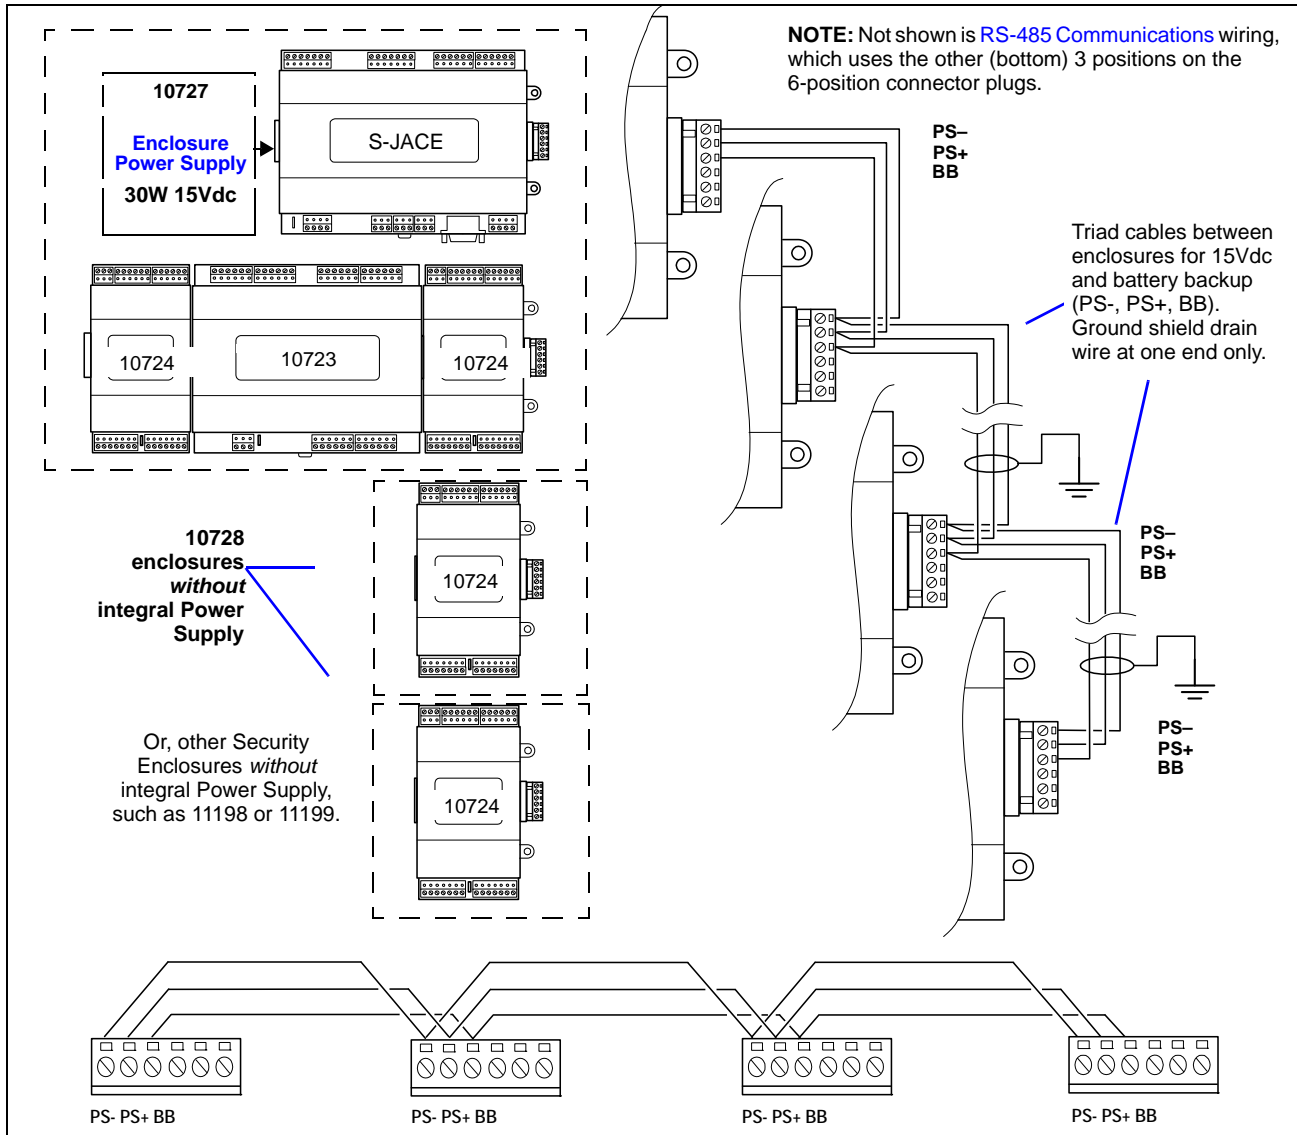 NOTE: Not shown is RS-485 Communications wiring,
which uses the other (bottom) 3 positions on the
6-position connector plugs.
10727
Enclosure
Power Supply
30W 15Vdc
S-JACE
PS–
PS+
BB
Triad cables between
enclosures for 15Vdc
and battery backup
(PS-, PS+, BB).
Ground shield drain
wire at one end only.
10724
10723
10724
10728
enclosures
without
integral Power
Supply
10724
PS–
PS+
BB
Or, other Security
Enclosures without
integral Power Supply,
such as 11198 or 11199.
10724
PS–
PS+
BB
PS- PS+ BB
PS- PS+ BB
PS- PS+ BB
PS- PS+ BB